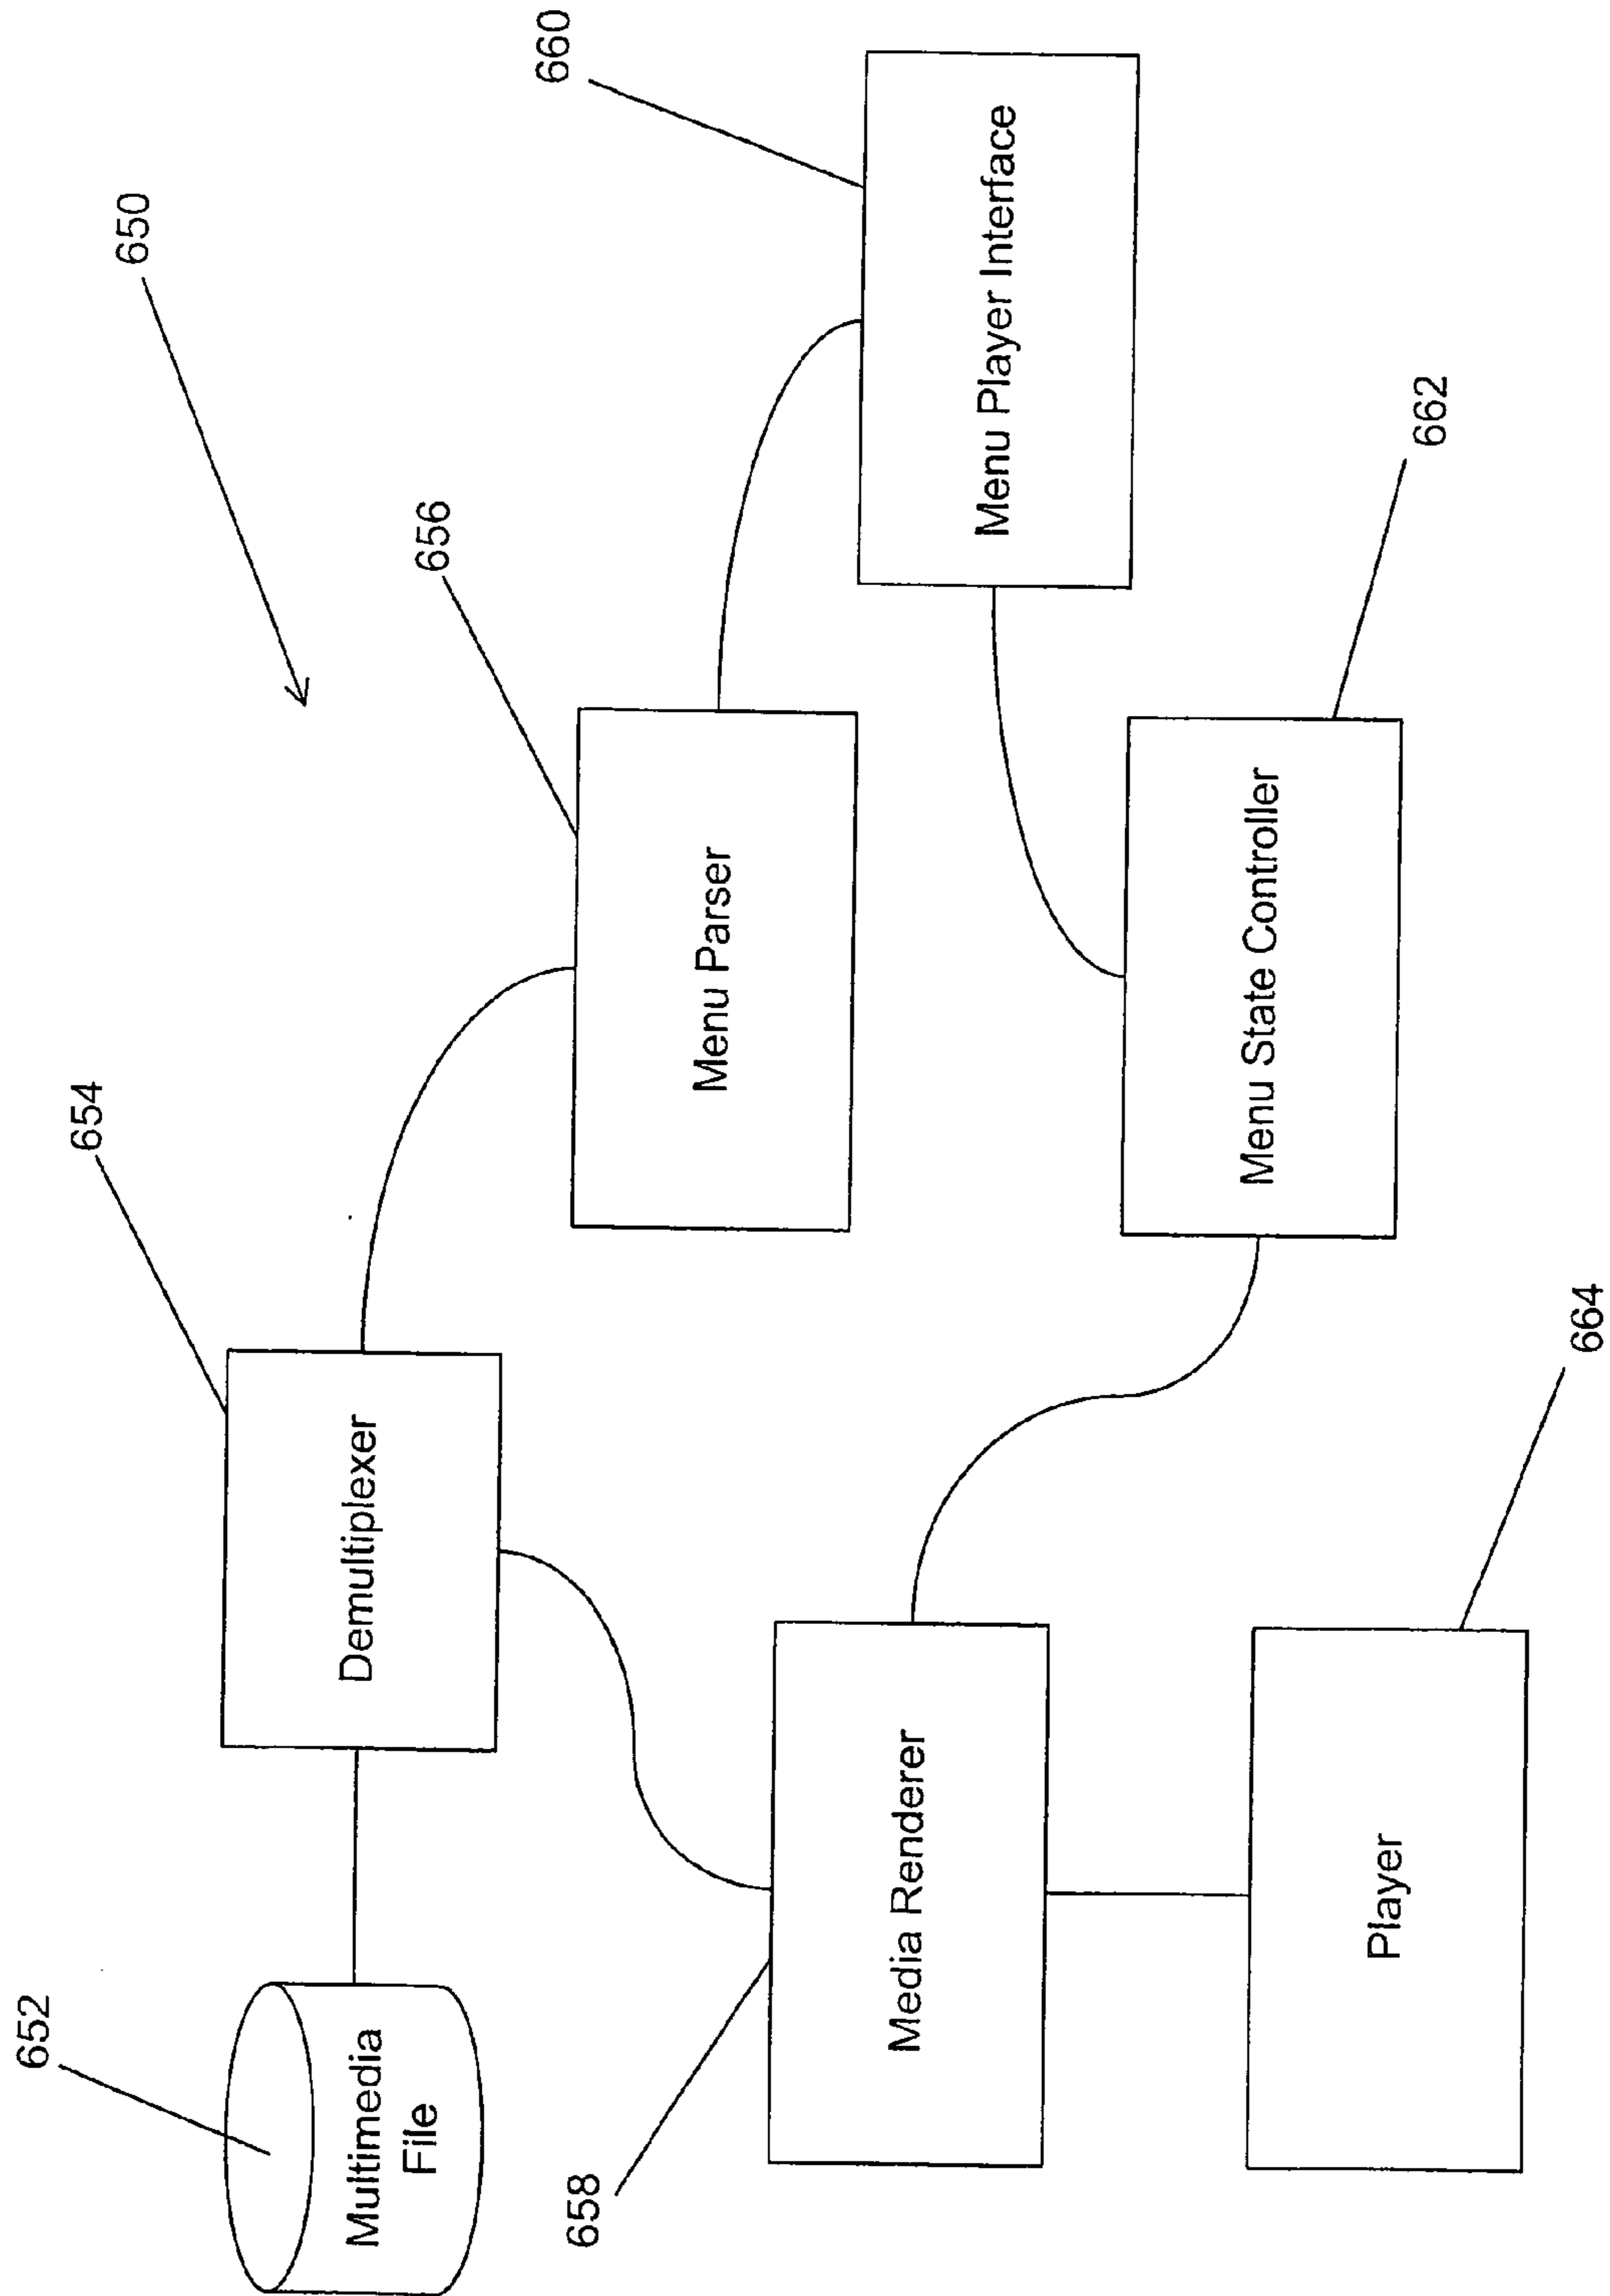 650
652
Multimedia
File
654
Demultiplexer
656
Menu Parser
660
Menu Player Interface
658
Media Renderer
Menu State Controller
662
Player
664